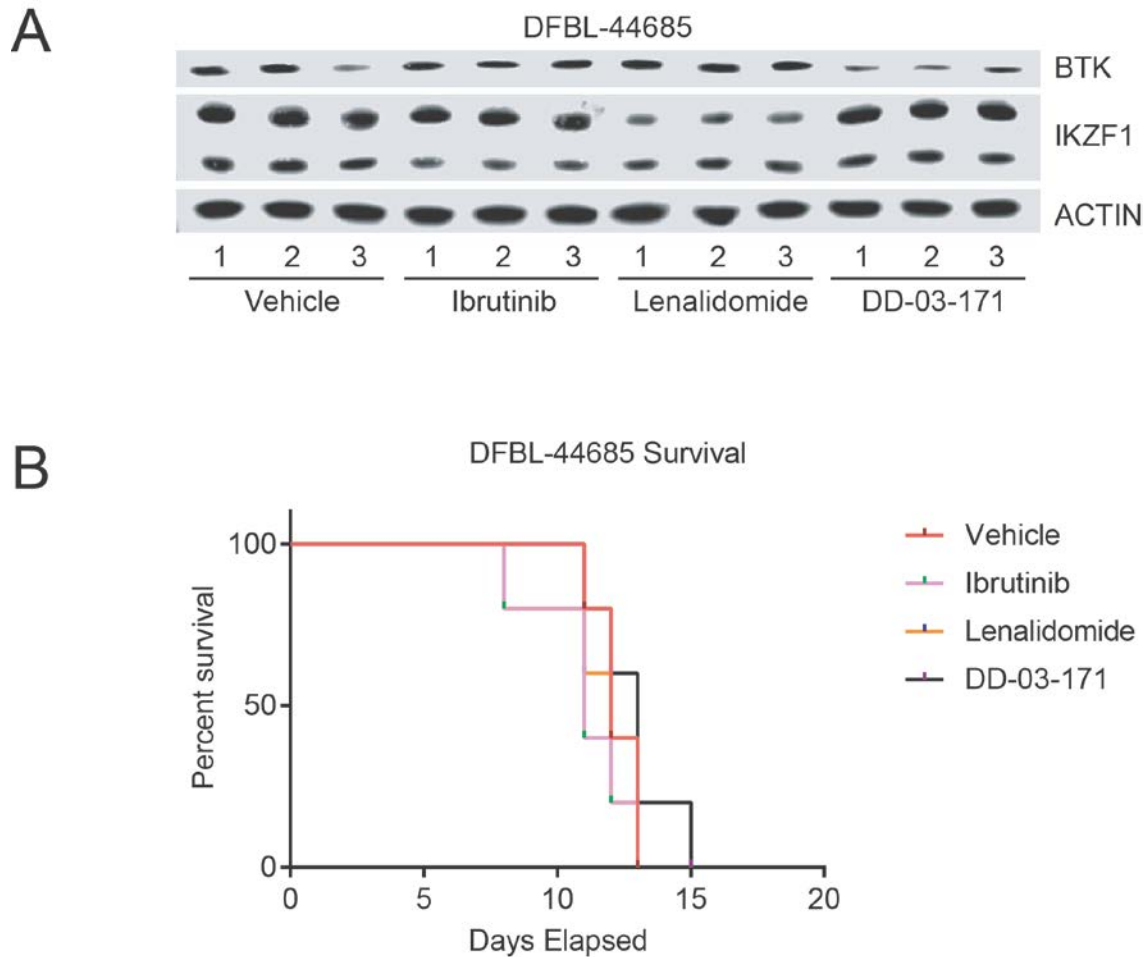 A
DFBL-44685
BTK
IKZF1
ACTIN
1 2 3 1 2 3 1 2 3 1 2 3
Vehicle Ibrutinib Lenalidomide DD-03-171
B
DFBL-44685 Survival
Percent survival
100
50
0
0 5 10 15 20
Days Elapsed
Vehicle
Ibrutinib
Lenalidomide
DD-03-171